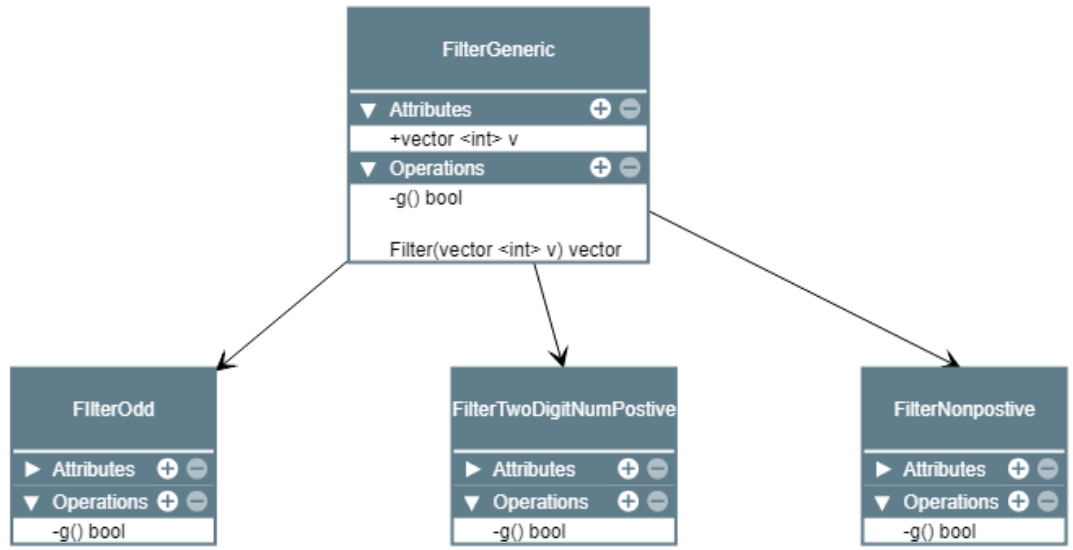 FilterGeneric
Attributes
+vector <int> v
Operations
-g() bool
Filter(vector <int> v) vector
FIlterOdd
Attributes
Operations
-g() bool
FilterTwoDigitNumPostive
Attributes
Operations
-g() bool
FilterNonpostive
Attributes
Operations
-g() bool